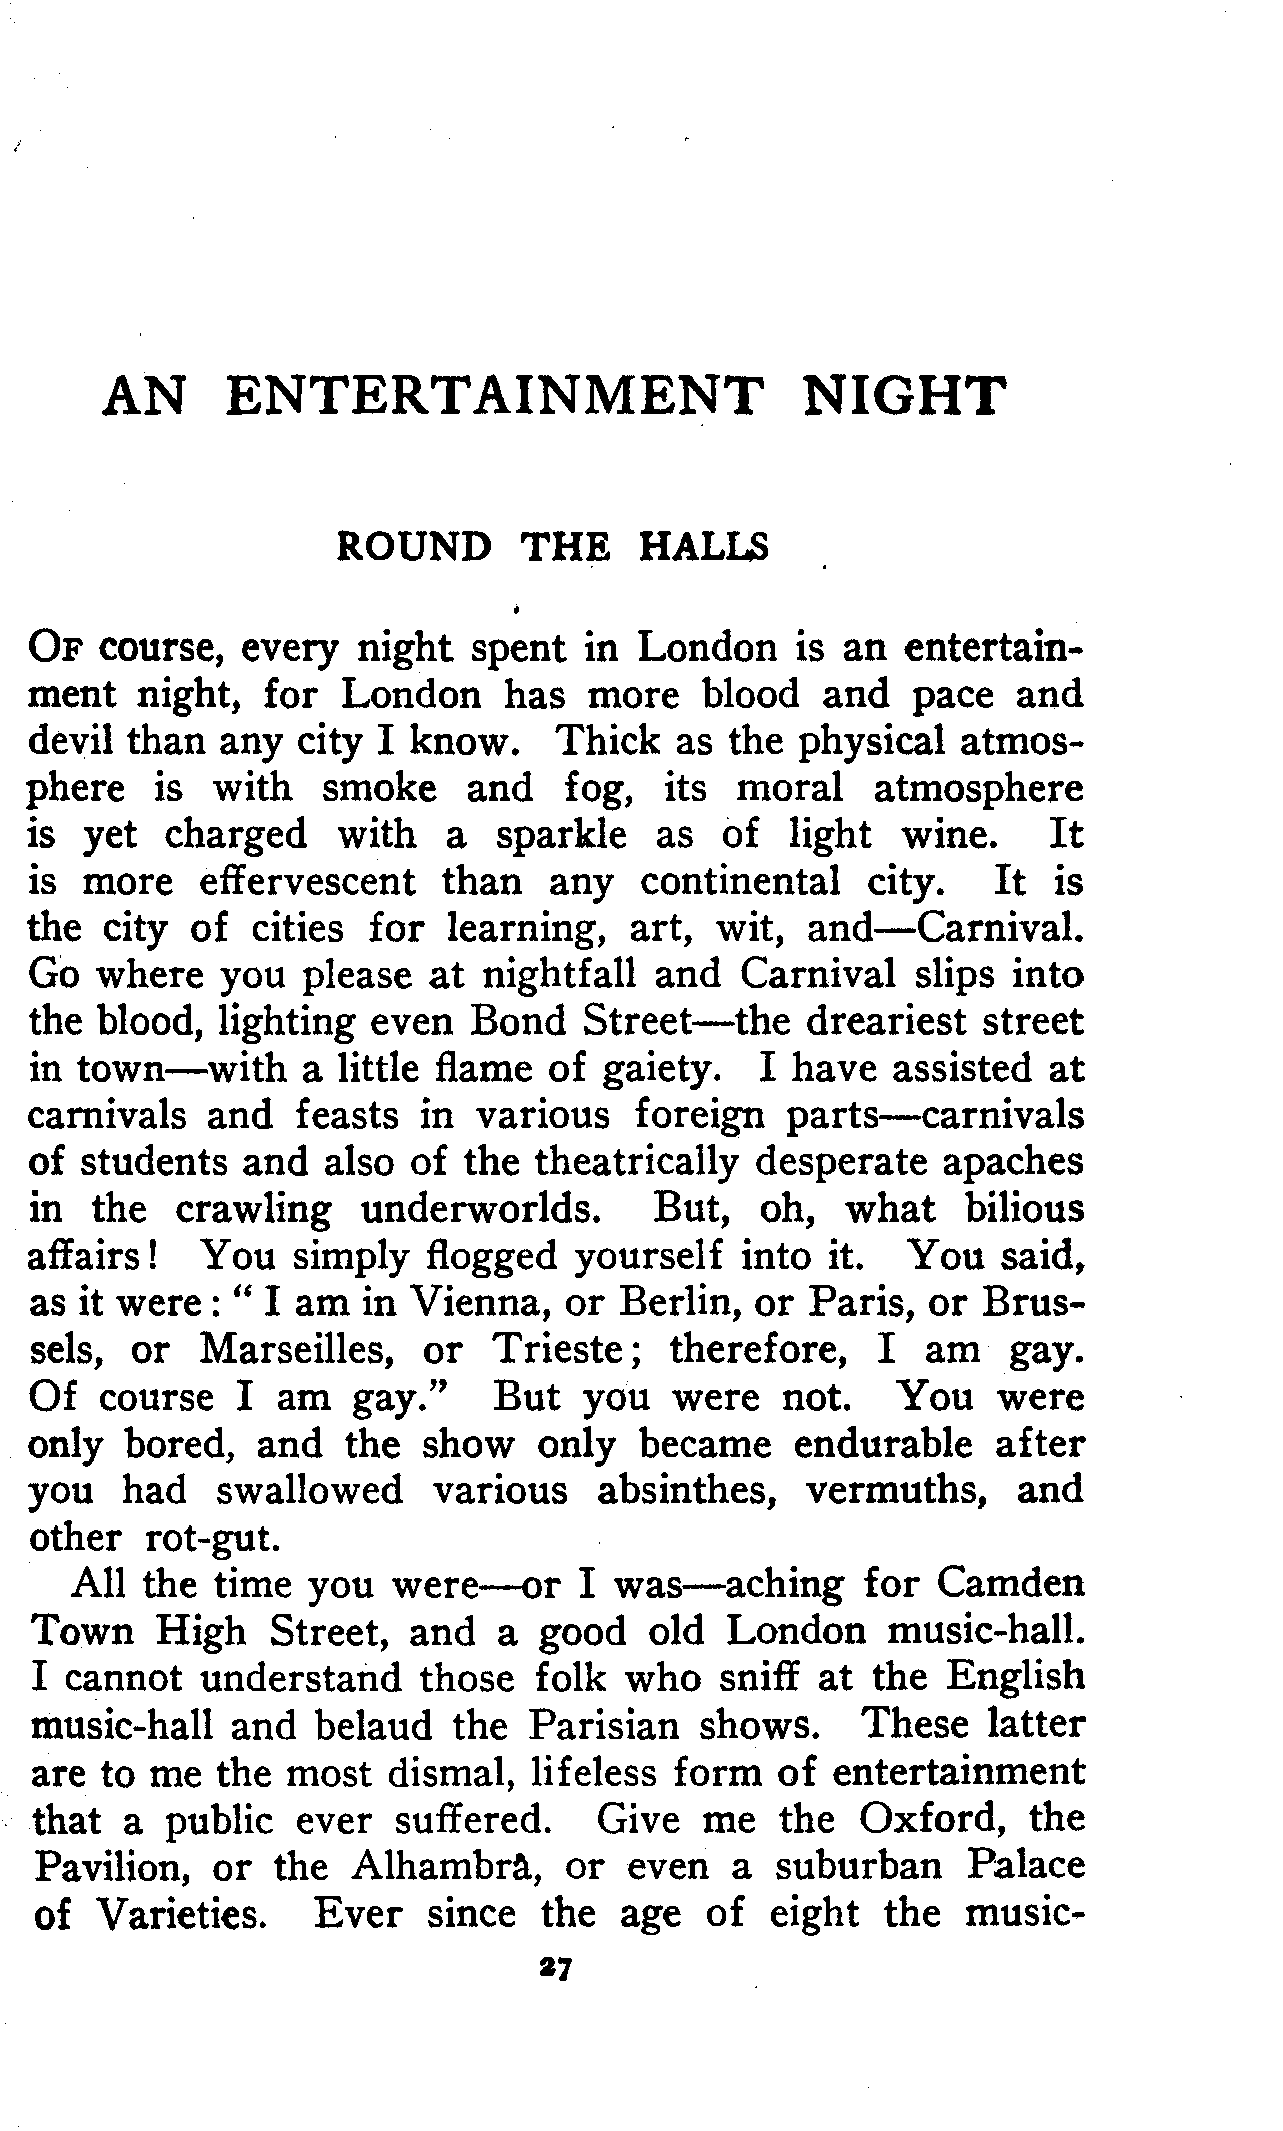 AN ENTERTAINMENT NIGHT
ROUND THE HALLS
OF course, every night spent in London is an entertain-
ment night, for London has more blood and pace and
devil than any city I know. Thick as the physical atmos-
phere is with smoke and fog, its moral atmosphere
is yet charged with a sparkle as of light wine. It
is more effervescent than any continental city. It is
the city of cities for learning, art, wit, and—Carnival.
Go where you please at nightfall and Carnival slips into
the blood, lighting even Bond Street—the dreariest street
in town—with a little flame of gaiety. I have assisted at
carnivals and feasts in various foreign parts—carnivals
of students and also of the theatrically desperate apaches
in the crawling underworlds. But, oh, what bilious
affairs! You simply flogged yourself into it. You said,
as it were: “I am in Vienna, or Berlin, or Paris, or Brus-
sels, or Marseilles, or Trieste; therefore, I am gay.
Of course I am gay.” But you were not. You were
only bored, and the show only became endurable after
you had swallowed various absinthes, vermuths, and
other rot-gut.
All the time you were—or I was—aching for Camden
Town High Street, and a good old London music-hall.
I cannot understand those folk who sniff at the English
music-hall and belaud the Parisian shows. These latter
are to me the most dismal, lifeless form of entertainment
that a public ever suffered. Give me the Oxford, the
Pavilion, or the Alhambra, or even a suburban Palace
of Varieties. Ever since the age of eight the music-
27